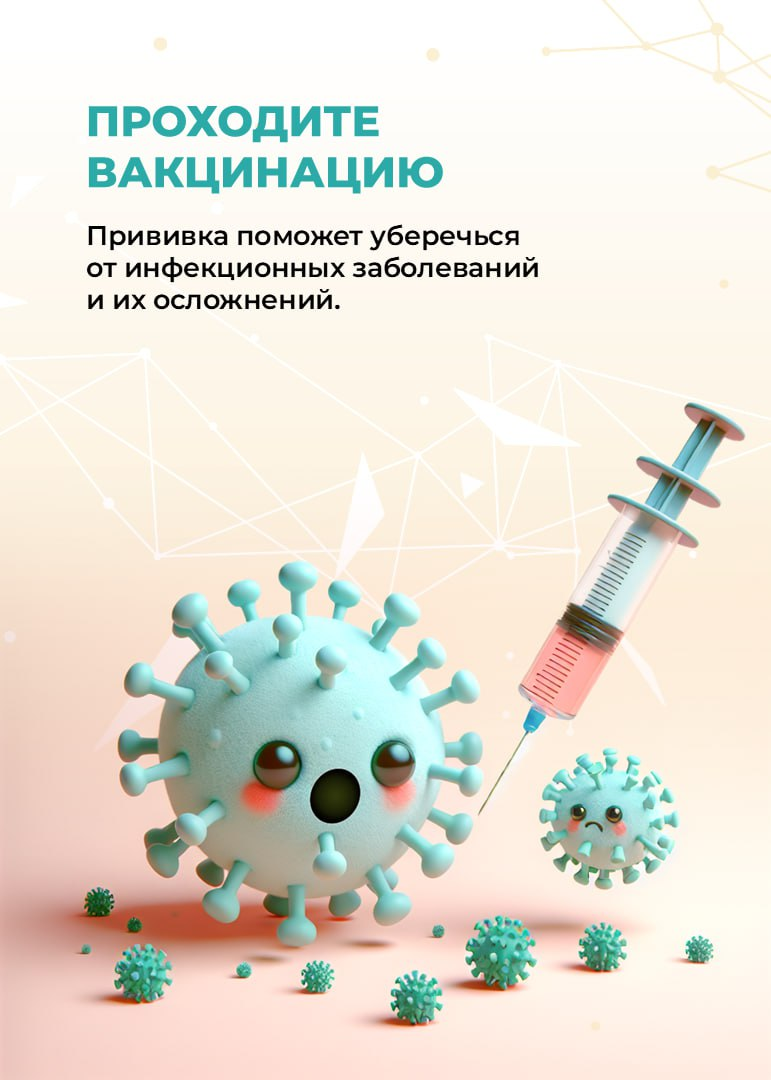 ПРОХОДИТЕ
ВАКЦИНАЦИЮ
Прививка поможет уберечься
от инфекционных заболеваний
и их осложнений.